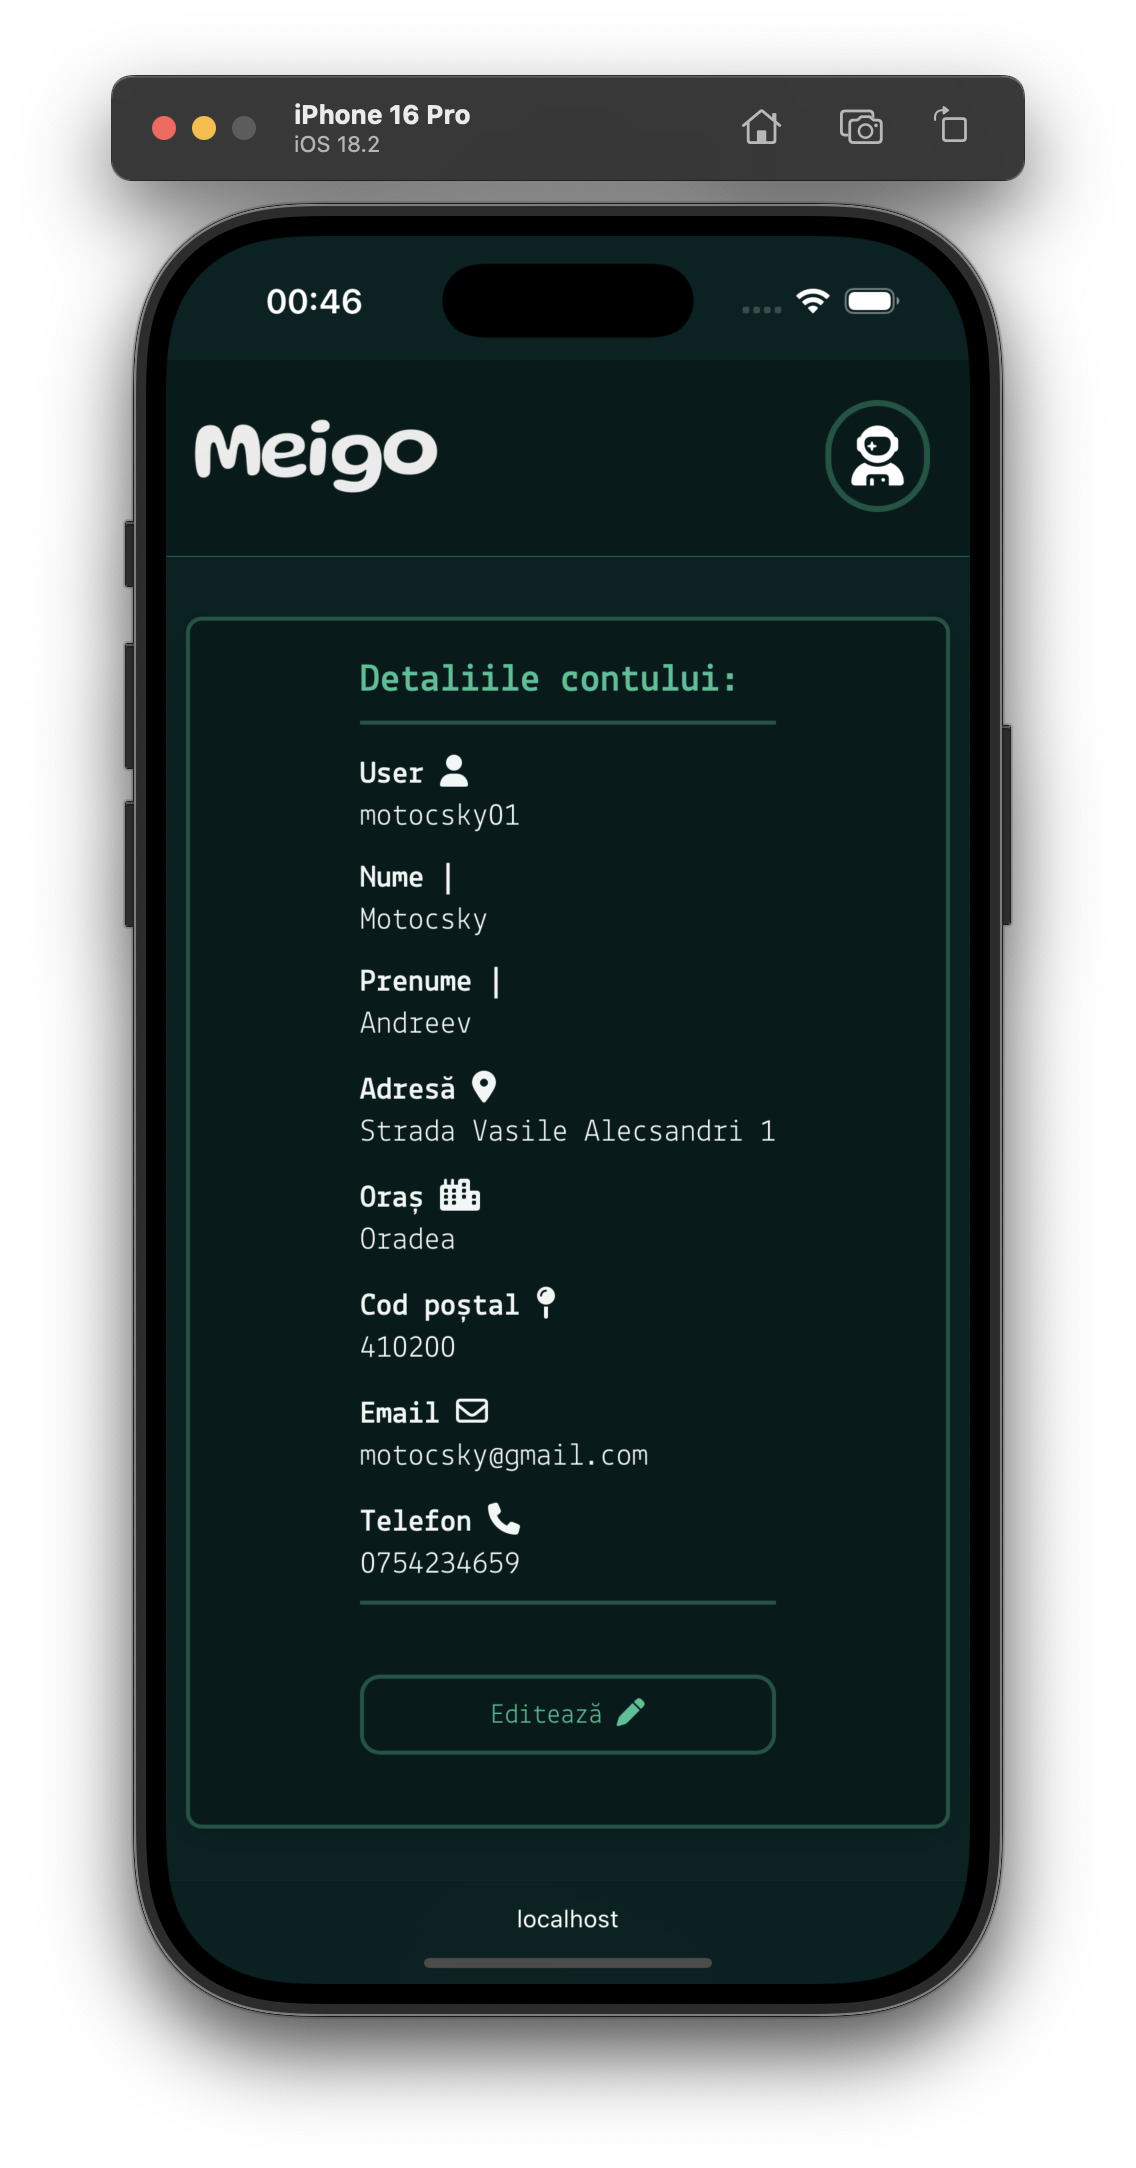 iPhone 16 Pro
iOS 18.2
00:46
Meigo
Detaliile contului:
User
motocsky01
Nume |
Motocsky
Prenume |
Andreev
Adresă
Strada Vasile Alecsandri 1
Oraș
Oradea
Cod poștal
410200
Email
motocsky@gmail.com
Telefon
0754234659
Editează
localhost